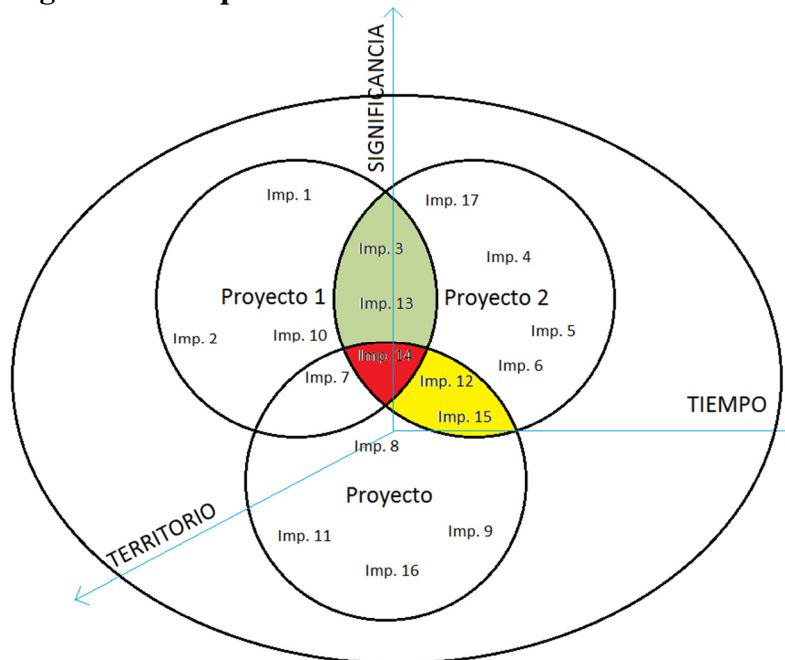 SIGNIFICANCIA
Imp. 1
Imp. 17
Imp. 3
Imp. 4
Proyecto 1
Imp. 13
Proyecto 2
Imp. 2
Imp. 10
Imp. 5
Imp. 14
Imp. 6
Imp. 7
Imp. 12
Imp. 15
TIEMPO
Imp. 8
Proyecto
TERRITORIO
Imp. 11
Imp. 9
Imp. 16